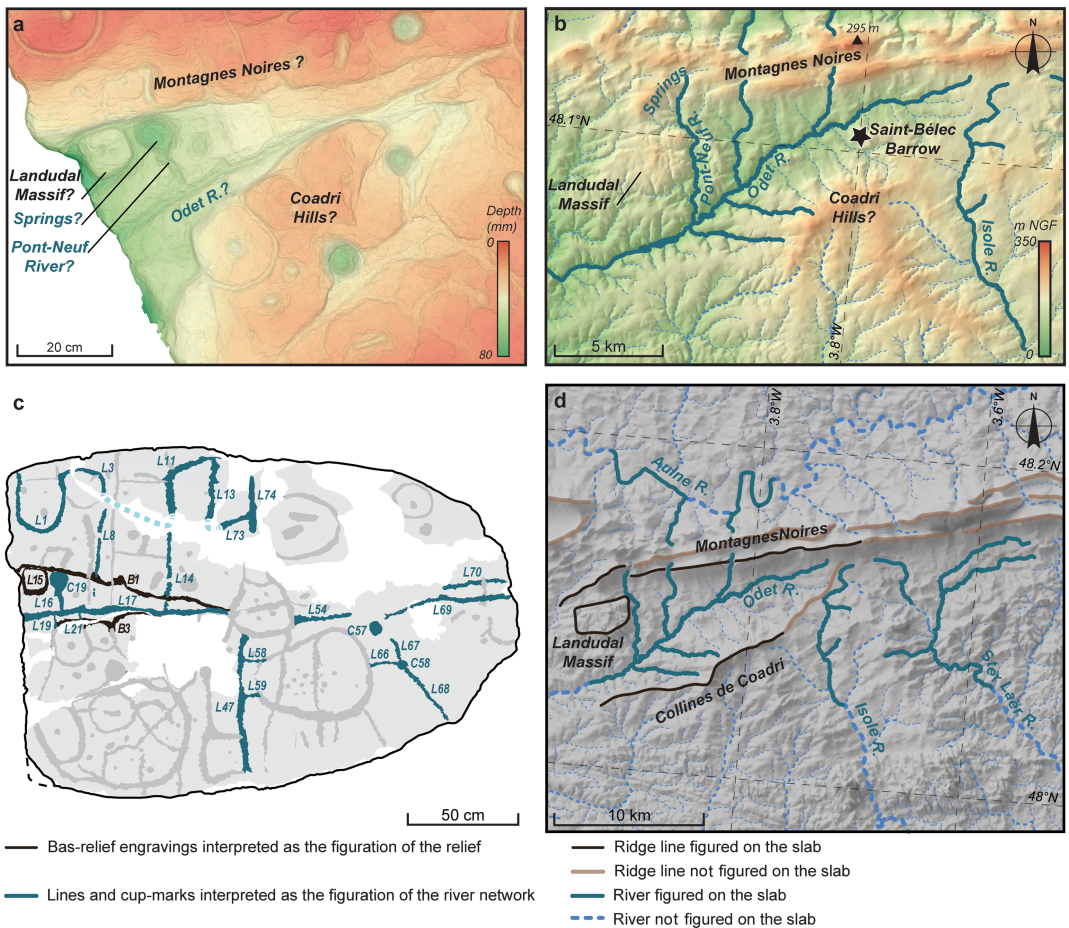 a
Montagnes Noires ?
Landudal
Massif?
Springs?
Pont-Neuf
River?
Odet R.?
Coadri
Hills?
Depth
(mm)
0
80
20 cm
b
N
295 m
Montagnes Noires
Springs
48.1°N
Pont-Neuf R.
Odet R.
Saint-Bélec
Barrow
Landudal
Massif
Coadri
Hills?
Isole R.
m NGF
350
0
3.8°W
5 km
c
L3
L11
L13
L74
L1
L73
L8
L15
C19
B1
L14
L16
L17
L19
L21
B3
L70
L69
L54
C57
L58
L66
L67
C58
L59
L47
L68
50 cm
d
N
3.8°W
3.6°W
48.2°N
Aulne R.
MontagnesNoires
Odet R.
Landudal
Massif
Collines de Coadri
Isole R.
Ster Laër R.
48°N
10 km
Bas-relief engravings interpreted as the figuration of the relief
Lines and cup-marks interpreted as the figuration of the river network
Ridge line figured on the slab
Ridge line not figured on the slab
River figured on the slab
River not figured on the slab